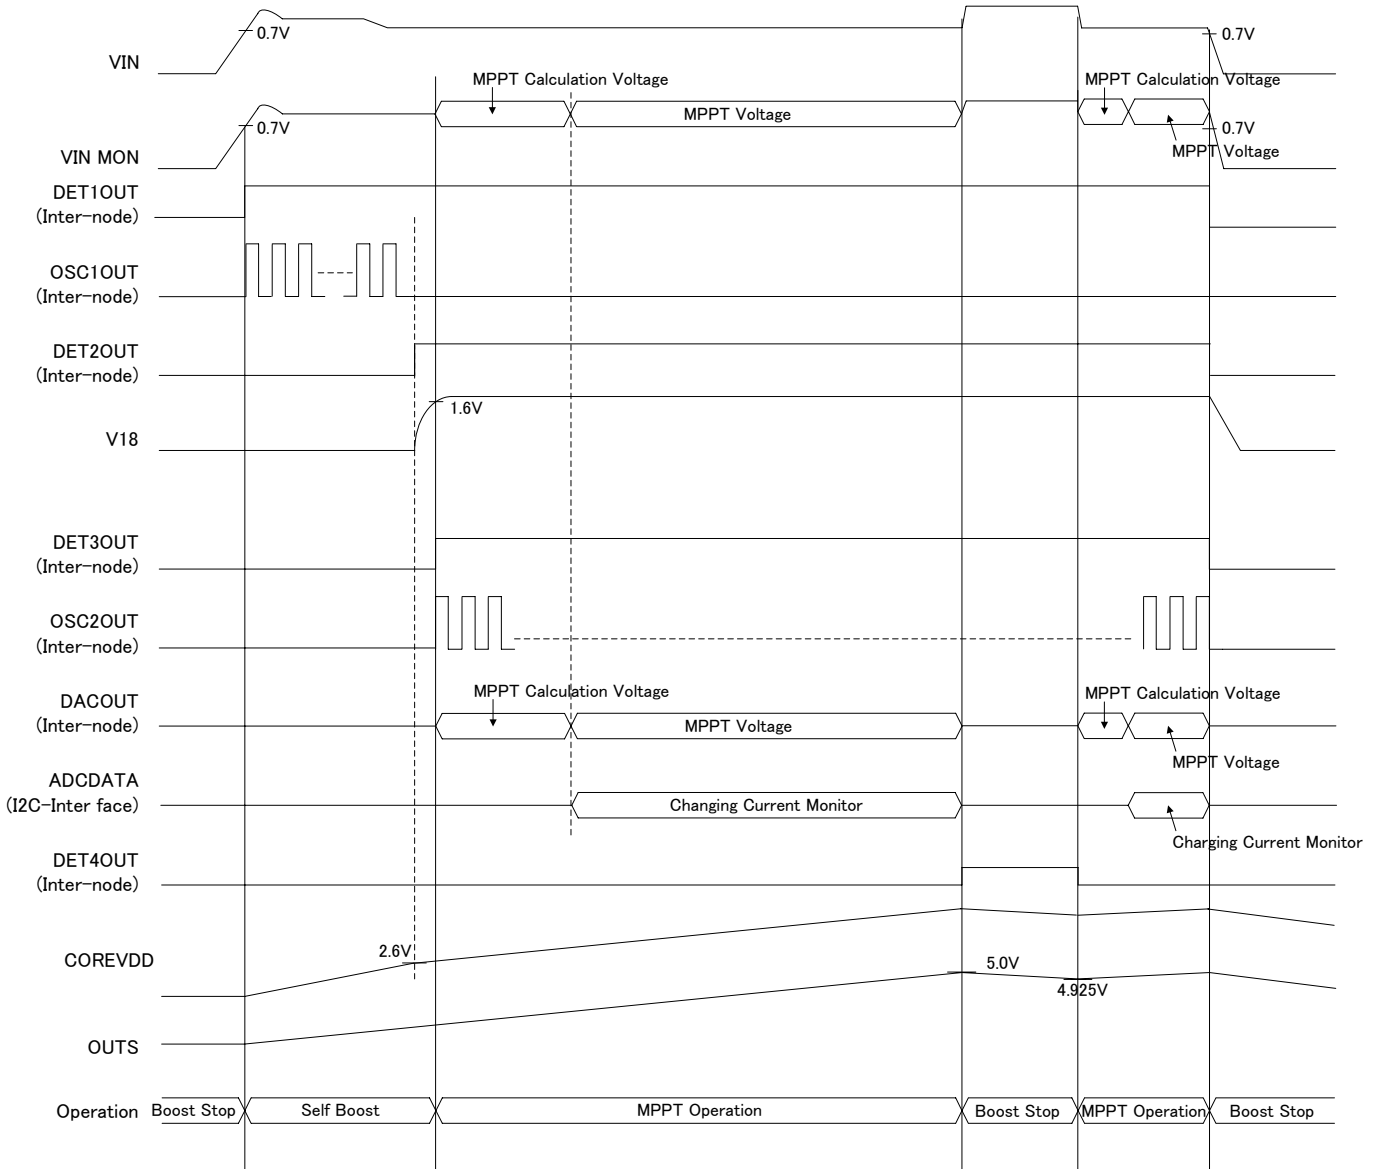 0.7V
0.7V
VIN
MPPT Calculation Voltage
MPPT Calculation Voltage
MPPT Voltage
0.7V
0.7V
VIN MON
MPPT Voltage
DET1OUT
(Inter-node)
OSC1OUT
(Inter-node)
DET2OUT
(Inter-node)
1.6V
V18
DET3OUT
(Inter-node)
OSC2OUT
(Inter-node)
MPPT Calculation Voltage
MPPT Calculation Voltage
DACOUT
(Inter-node)
MPPT Voltage
MPPT Voltage
ADCDATA
(I2C-Inter face)
Changing Current Monitor
Charging Current Monitor
DET4OUT
(Inter-node)
2.6V
COREVDD
5.0V
4.925V
OUTS
Operation
Boost Stop
Self Boost
MPPT Operation
Boost Stop
MPPT Operation
Boost Stop